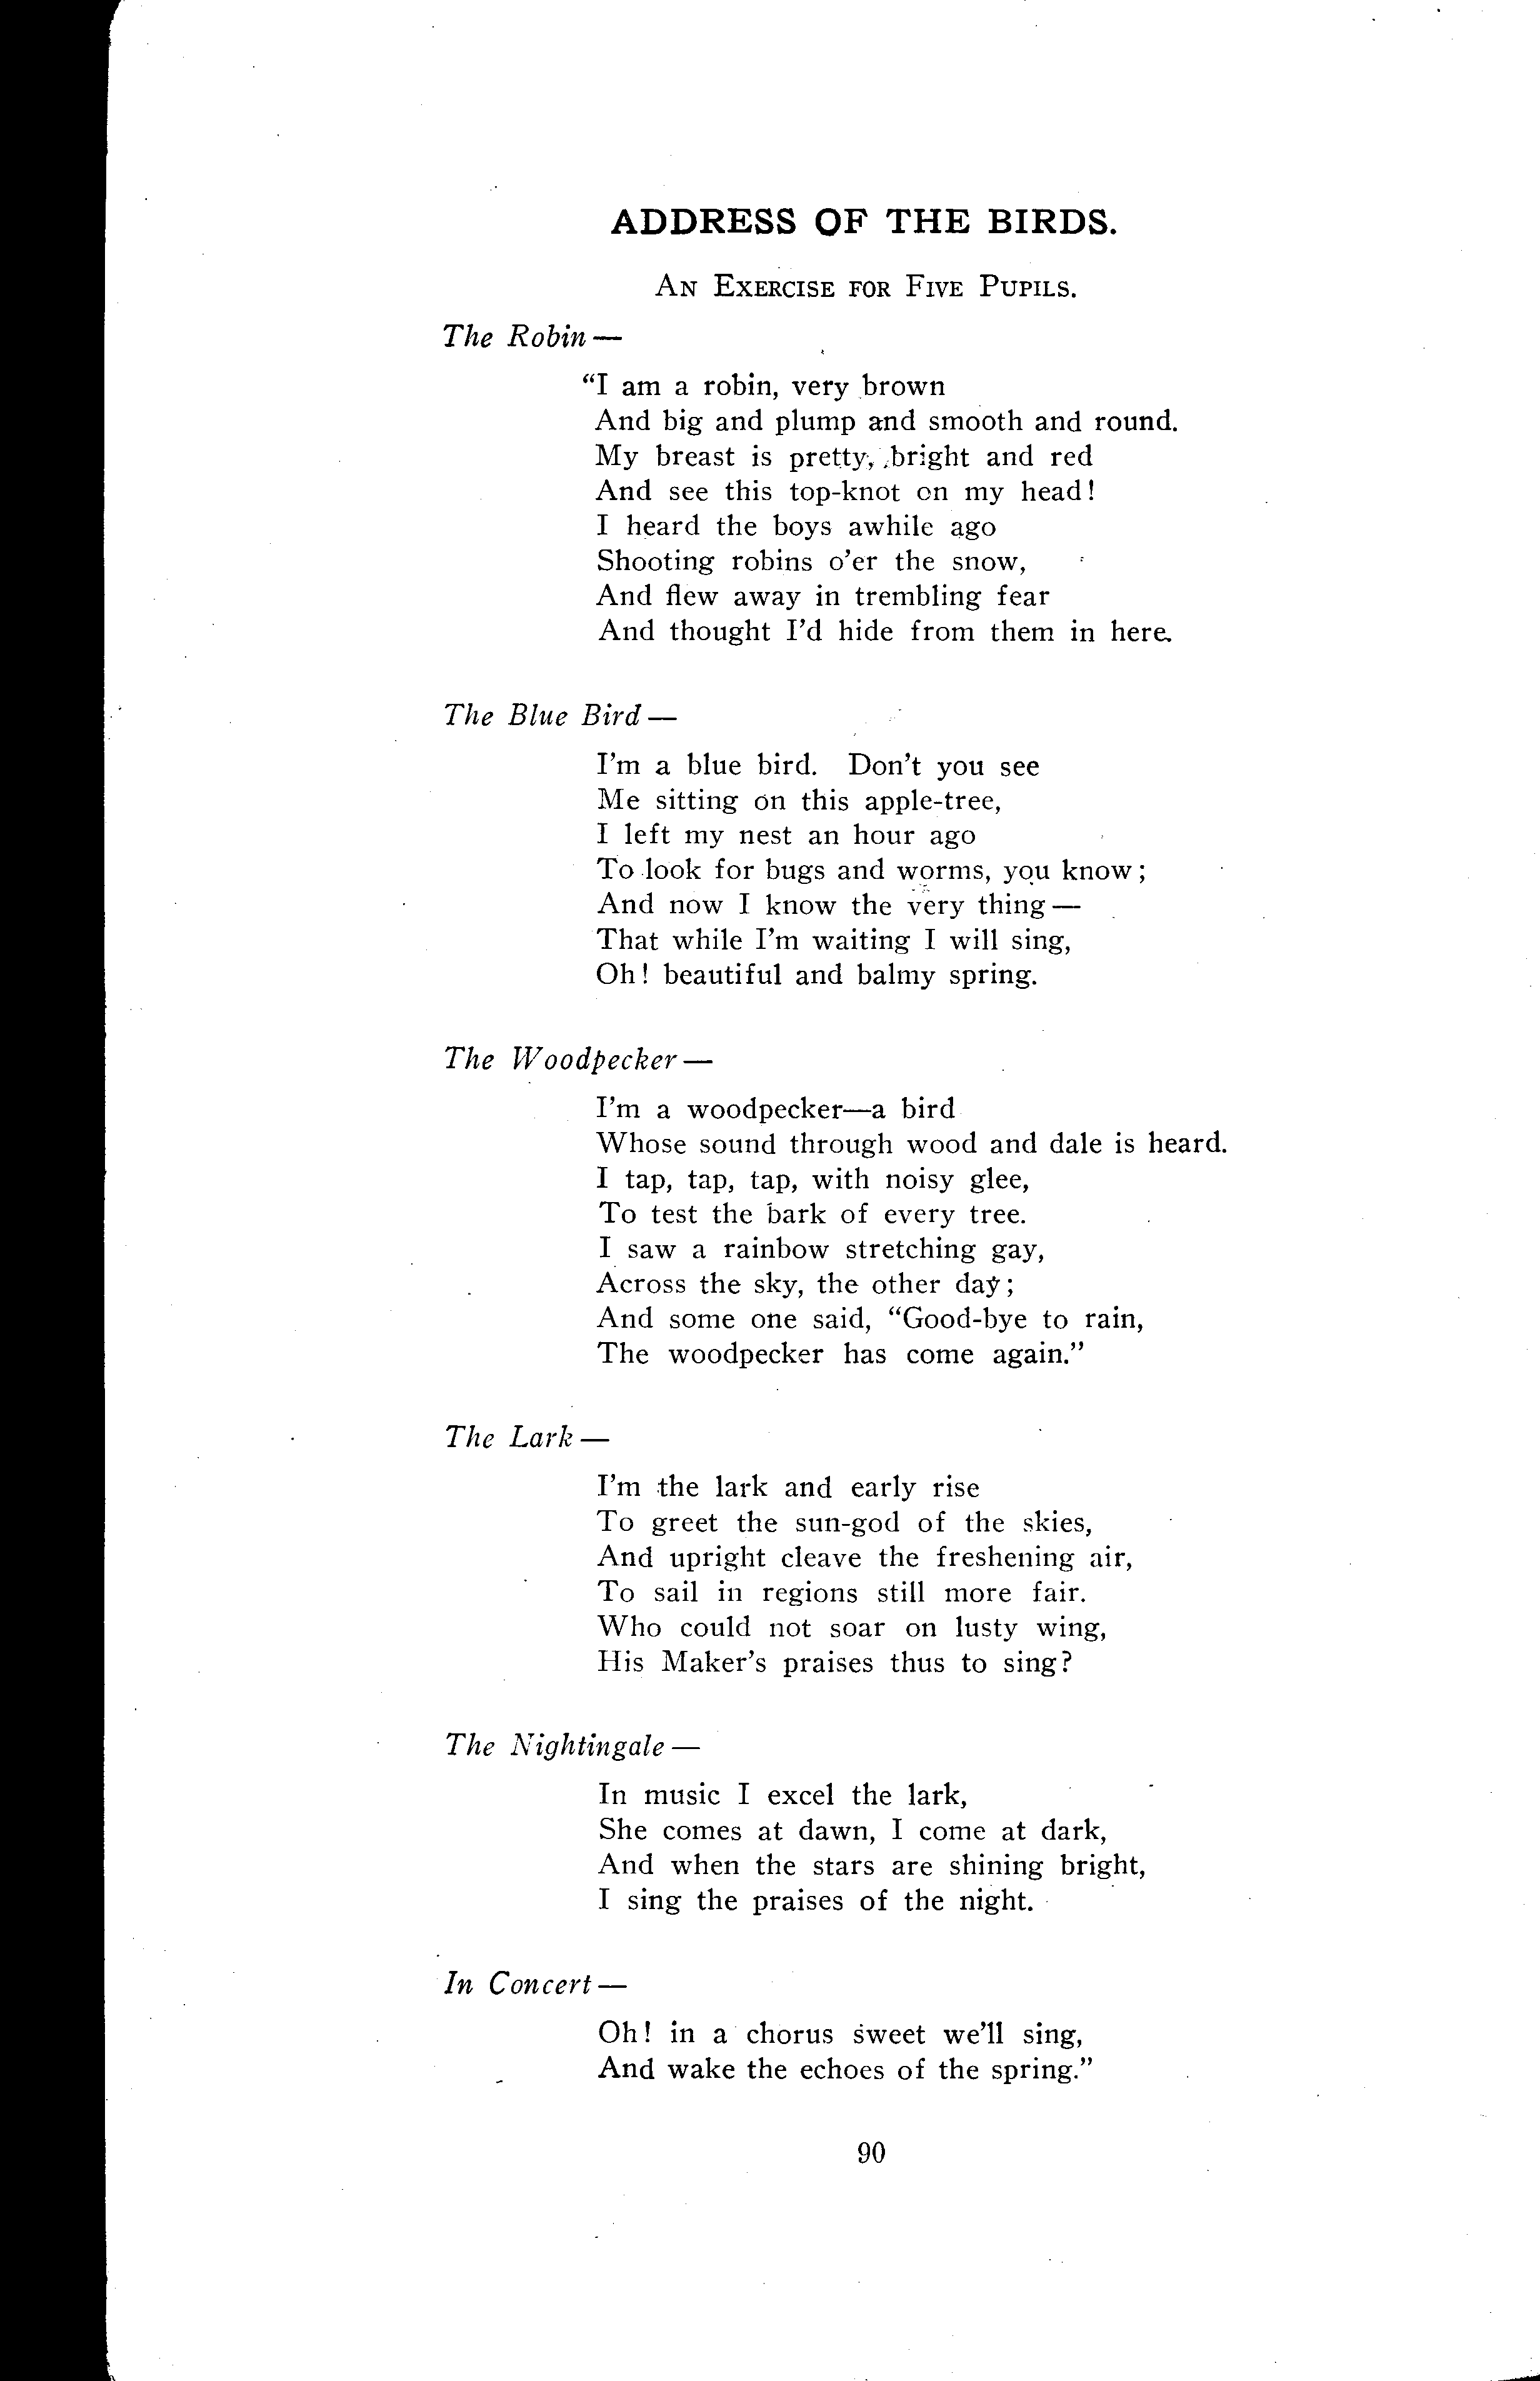 ADDRESS OF THE BIRDS.
An Exercise for Five Pupils.
The Robin —
“I am a robin, very brown
And big and plump and smooth and round.
My breast is pretty, bright and red
And see this top-knot on my head!
I heard the boys awhile ago
Shooting robins o’er the snow,
And flew away in trembling fear
And thought I’d hide from them in here.
The Blue Bird —
I’m a blue bird. Don’t you see
Me sitting on this apple-tree,
I left my nest an hour ago
To look for bugs and worms, you know;
And now I know the very thing —
That while I’m waiting I will sing,
Oh! beautiful and balmy spring.
The Woodpecker —
I’m a woodpecker—a bird
Whose sound through wood and dale is heard.
I tap, tap, tap, with noisy glee,
To test the bark of every tree.
I saw a rainbow stretching gay,
Across the sky, the other day;
And some one said, “Good-bye to rain,
The woodpecker has come again.”
The Lark —
I’m the lark and early rise
To greet the sun-god of the skies,
And upright cleave the freshening air,
To sail in regions still more fair.
Who could not soar on lusty wing,
His Maker’s praises thus to sing?
The Nightingale —
In music I excel the lark,
She comes at dawn, I come at dark,
And when the stars are shining bright,
I sing the praises of the night.
In Concert —
Oh! in a chorus sweet we’ll sing,
And wake the echoes of the spring.”
90